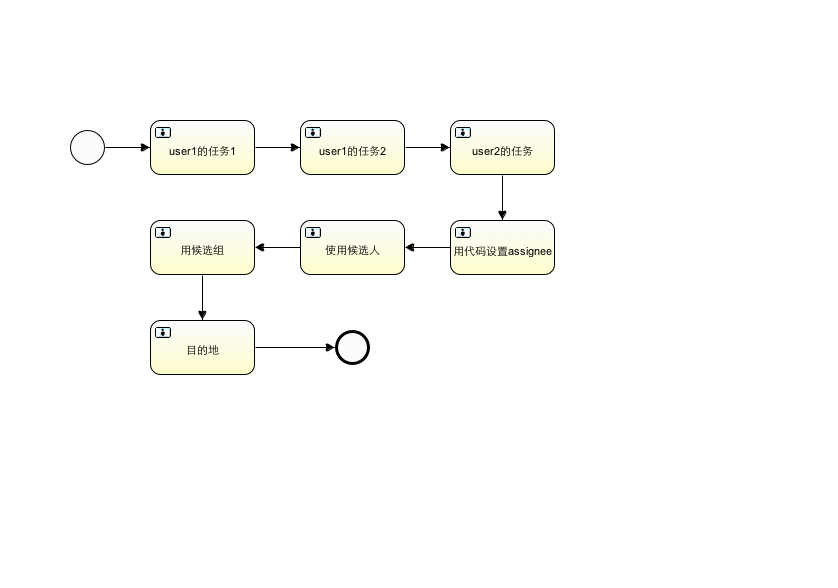 user1的任务1
user1的任务2
user2的任务
用代码设置assignee
使用候选人
用候选组
目的地